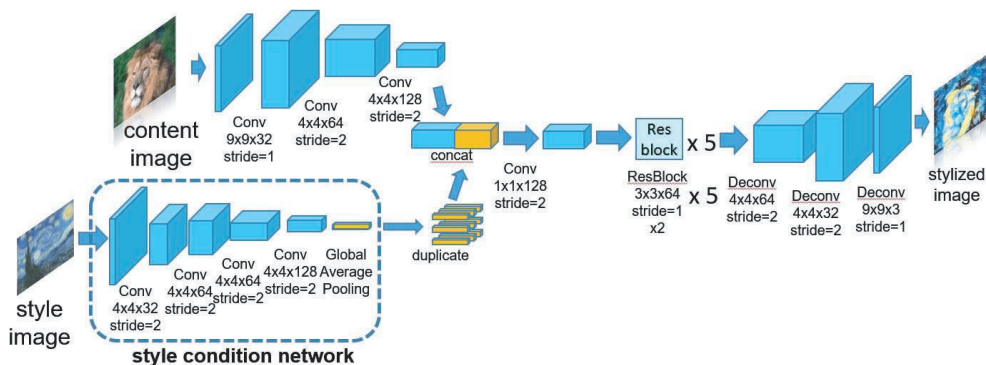 content
image
Conv
9x9x32
stride=1
Conv
4x4x64
stride=2
Conv
4x4x128
stride=2
concat
Conv
1x1x128
stride=2
Res
block
x 5
ResBlock
3x3x64
stride=1
x2
x 5
Deconv
4x4x64
stride=2
Deconv
4x4x32
stride=2
Deconv
9x9x3
stride=1
stylized
image
style
image
Conv
4x4x32
stride=2
Conv
4x4x64
stride=2
Conv
4x4x64
stride=2
Conv
4x4x128
stride=2
Global
Average
Pooling
duplicate
style condition network